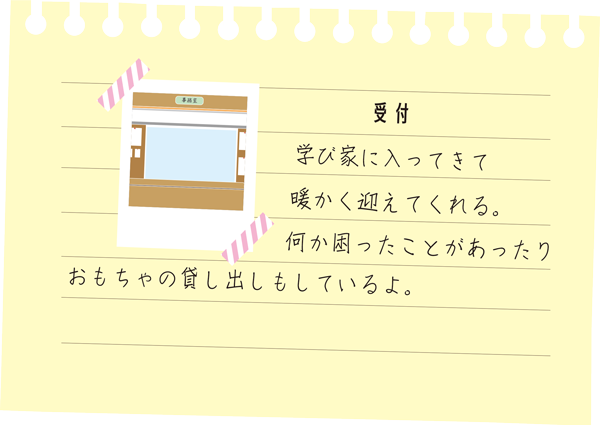 事務室
受付
学び家に入ってきて
暖かく迎えてくれる。
何か困ったことがあったり
おもちゃの貸し出しもしているよ。